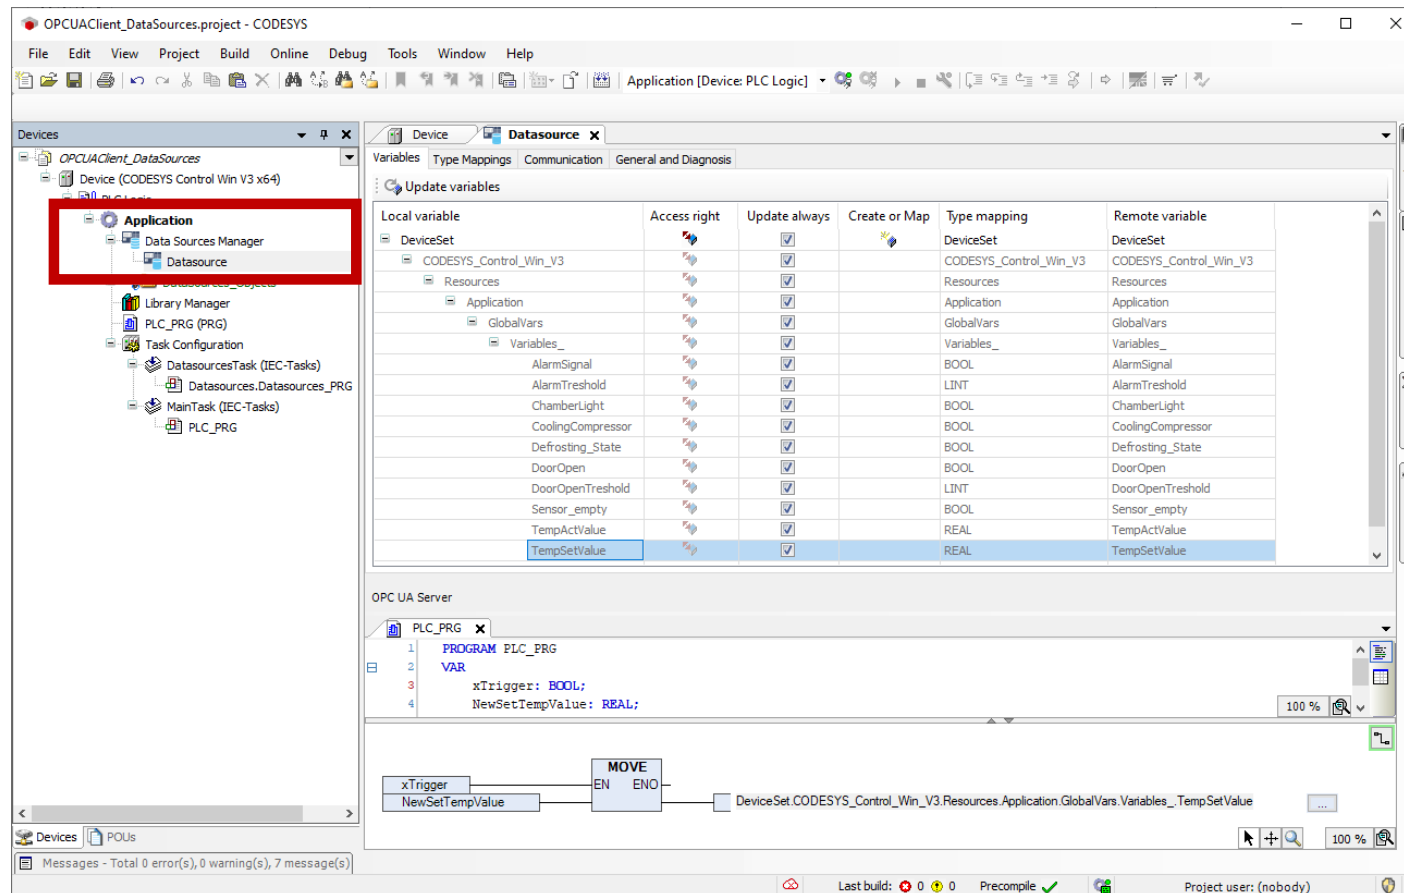 OPCUAClient_DataSources.project - CODESYS
File Edit View Project Build Online Debug Tools Window Help
Application [Device: PLC Logic]
Devices
OPCUAClient_DataSources
Device (CODESYS Control Win V3 x64)
PLC Logic
Application
Data Sources Manager
Datasource
DataSources_Objects
Library Manager
PLC_PRG (PRG)
Task Configuration
DatasourcesTask (IEC-Tasks)
Datasources.Datasources_PRG
MainTask (IEC-Tasks)
PLC_PRG
Devices POUs
Device Datasource
Variables Type Mappings Communication General and Diagnosis
Update variables
Local variable Access right Update always Create or Map Type mapping Remote variable
DeviceSet DeviceSet DeviceSet
CODESYS_Control_Win_V3 CODESYS_Control_Win_V3 CODESYS_Control_Win_V3
Resources Resources Resources
Application Application Application
GlobalVars GlobalVars GlobalVars
Variables_ Variables_ Variables_
AlarmSignal BOOL AlarmSignal
AlarmTreshold LINT AlarmTreshold
ChamberLight BOOL ChamberLight
CoolingCompressor BOOL CoolingCompressor
Defrosting_State BOOL Defrosting_State
DoorOpen BOOL DoorOpen
DoorOpenTreshold LINT DoorOpenTreshold
Sensor_empty BOOL Sensor_empty
TempActValue REAL TempActValue
TempSetValue REAL TempSetValue
OPC UA Server
PLC_PRG
1 PROGRAM PLC_PRG
2 VAR
3 xTrigger: BOOL;
4 NewSetTempValue: REAL;
100 %
MOVE
xTrigger EN ENO
NewSetTempValue DeviceSet.CODESYS_Control_Win_V3.Resources.Application.GlobalVars.Variables_.TempSetValue ...
100 %
Messages - Total 0 error(s), 0 warning(s), 7 message(s)
Last build: 0 0 Precompile Project user: (nobody)